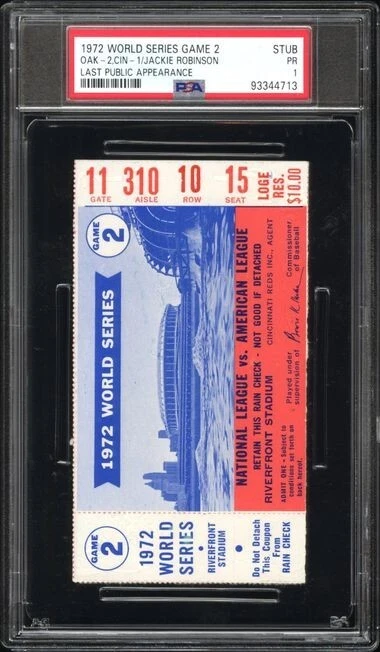 1972 WORLD SERIES GAME 2
OAK-2,CIN-1/JACKIE ROBINSON
LAST PUBLIC APPEARANCE
STUB
PR
1
PSA
93344713
11 310 10 15 LOGE
GATE AISLE ROW SEAT RES.
$10.00
GAME
2
1972 WORLD SERIES
NATIONAL LEAGUE vs. AMERICAN LEAGUE
RETAIN THIS RAIN CHECK - NOT GOOD IF DETACHED
RIVERFRONT STADIUM
CINCINNATI REDS INC., AGENT
ADMIT ONE - Subject to
conditions set forth on
back hereof.
Played under
supervision of
Commissioner
of Baseball
GAME
2
1972
WORLD
SERIES
•
RIVERFRONT
STADIUM
•
Do Not Detach
This Coupon
From
RAIN CHECK